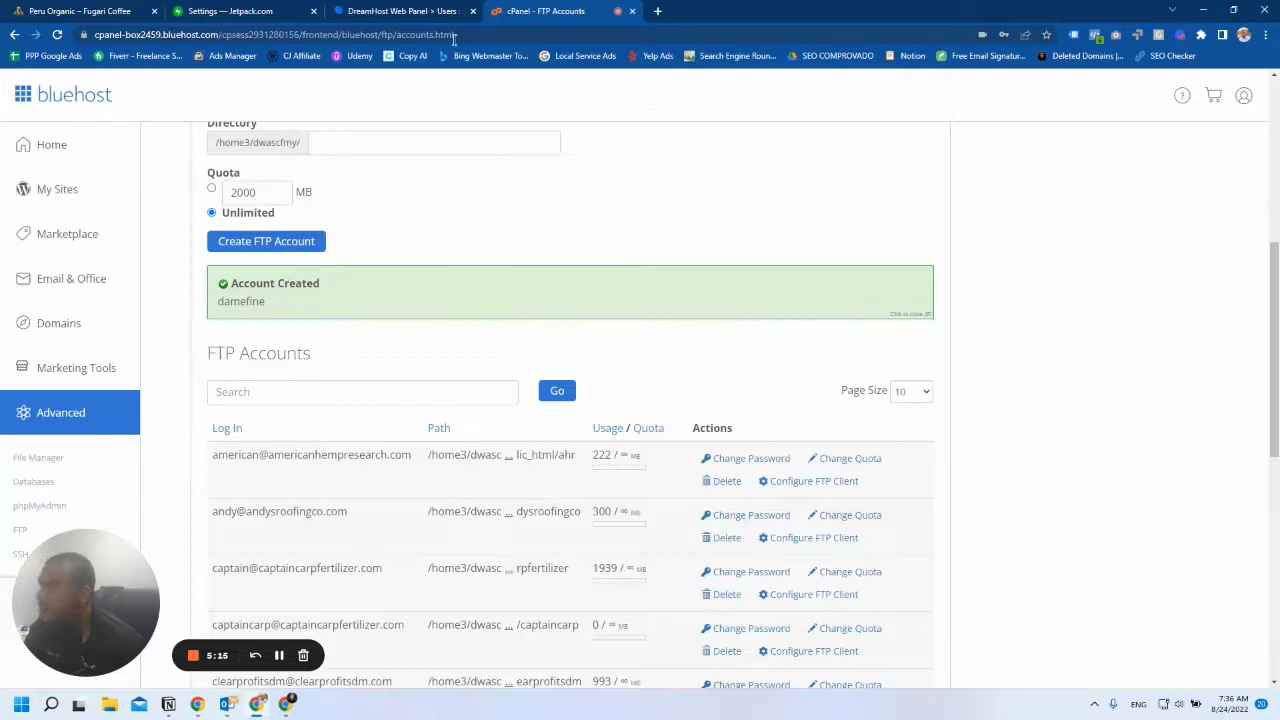 Peru Organic – Fugari Coffee
Settings — Jetpack.com
DreamHost Web Panel > Users :
cPanel - FTP Accounts
cpanel-box2459.bluehost.com/cpsess2931280156/frontend/bluehost/ftp/accounts.html
PPP Google Ads
Fiverr - Freelance S...
Ads Manager
CJ Affiliate
Udemy
Copy AI
Bing Webmaster To...
Local Service Ads
Yelp Ads
Search Engine Roun...
SEO COMPROVADO
Notion
Free Email Signatur...
Deleted Domains |...
SEO Checker
bluehost
Home
My Sites
Marketplace
Email & Office
Domains
Marketing Tools
Advanced
File Manager
Databases
phpMyAdmin
FTP
SSH
Directory
/home3/dwascfmy/
Quota
2000 MB
Unlimited
Create FTP Account
Account Created
damefine
FTP Accounts
Search Go Page Size 10
Log In Path Usage / Quota Actions
american@americanhempresearch.com /home3/dwasc ... lic_html/ahr 222 / ∞ MB Change Password Change Quota
Delete Configure FTP Client
andy@andysroofingco.com /home3/dwasc ... dysroofingco 300 / ∞ MB Change Password Change Quota
Delete Configure FTP Client
captain@captaincarpfertilizer.com /home3/dwasc ... rpfertilizer 1939 / ∞ MB Change Password Change Quota
Delete Configure FTP Client
captaincarp@captaincarpfertilizer.com /home3/dwasc ... /captaincarp 0 / ∞ MB Change Password Change Quota
Delete Configure FTP Client
clearprofitsdm@clearprofitsdm.com /home3/dwasc ... earprofitsdm 993 / ∞ MB Change Password Change Quota
5:15
ENG
7:36 AM
8/24/2022
20